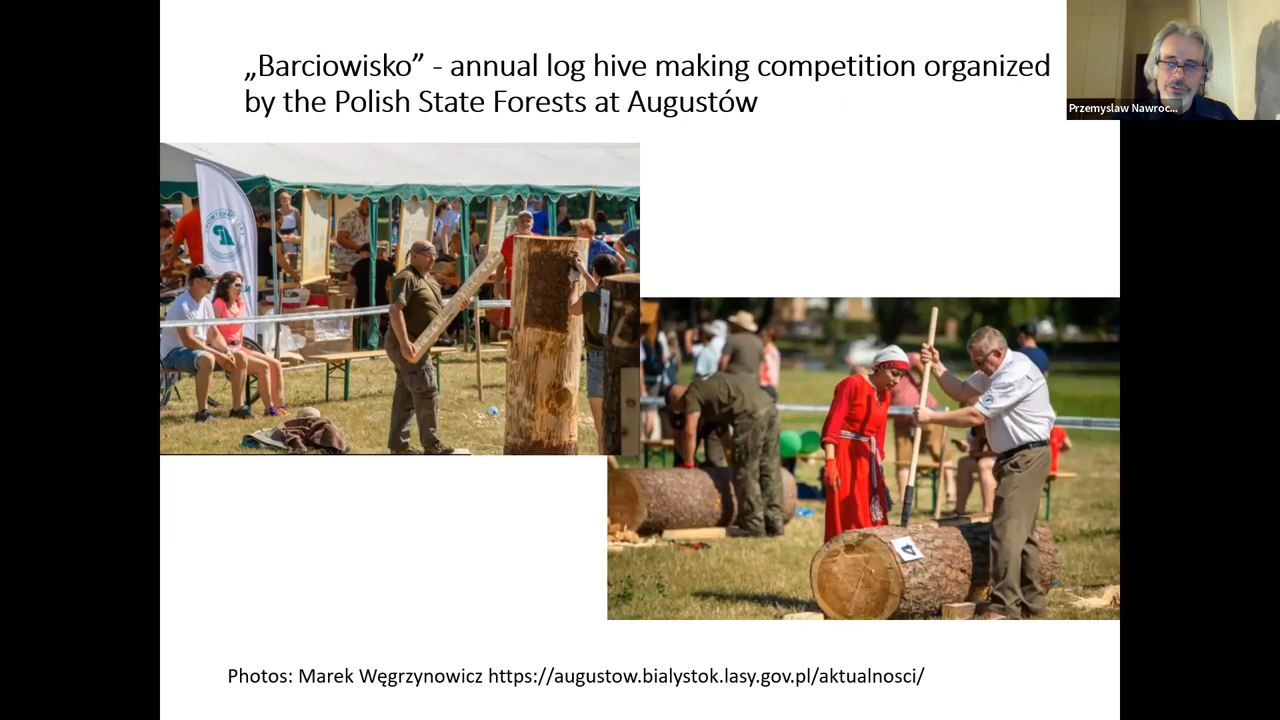 „Barciowisko” - annual log hive making competition organized
by the Polish State Forests at Augustów
Przemyslaw Nawroc...
4
Photos: Marek Węgrzynowicz https://augustow.bialystok.lasy.gov.pl/aktualnosci/